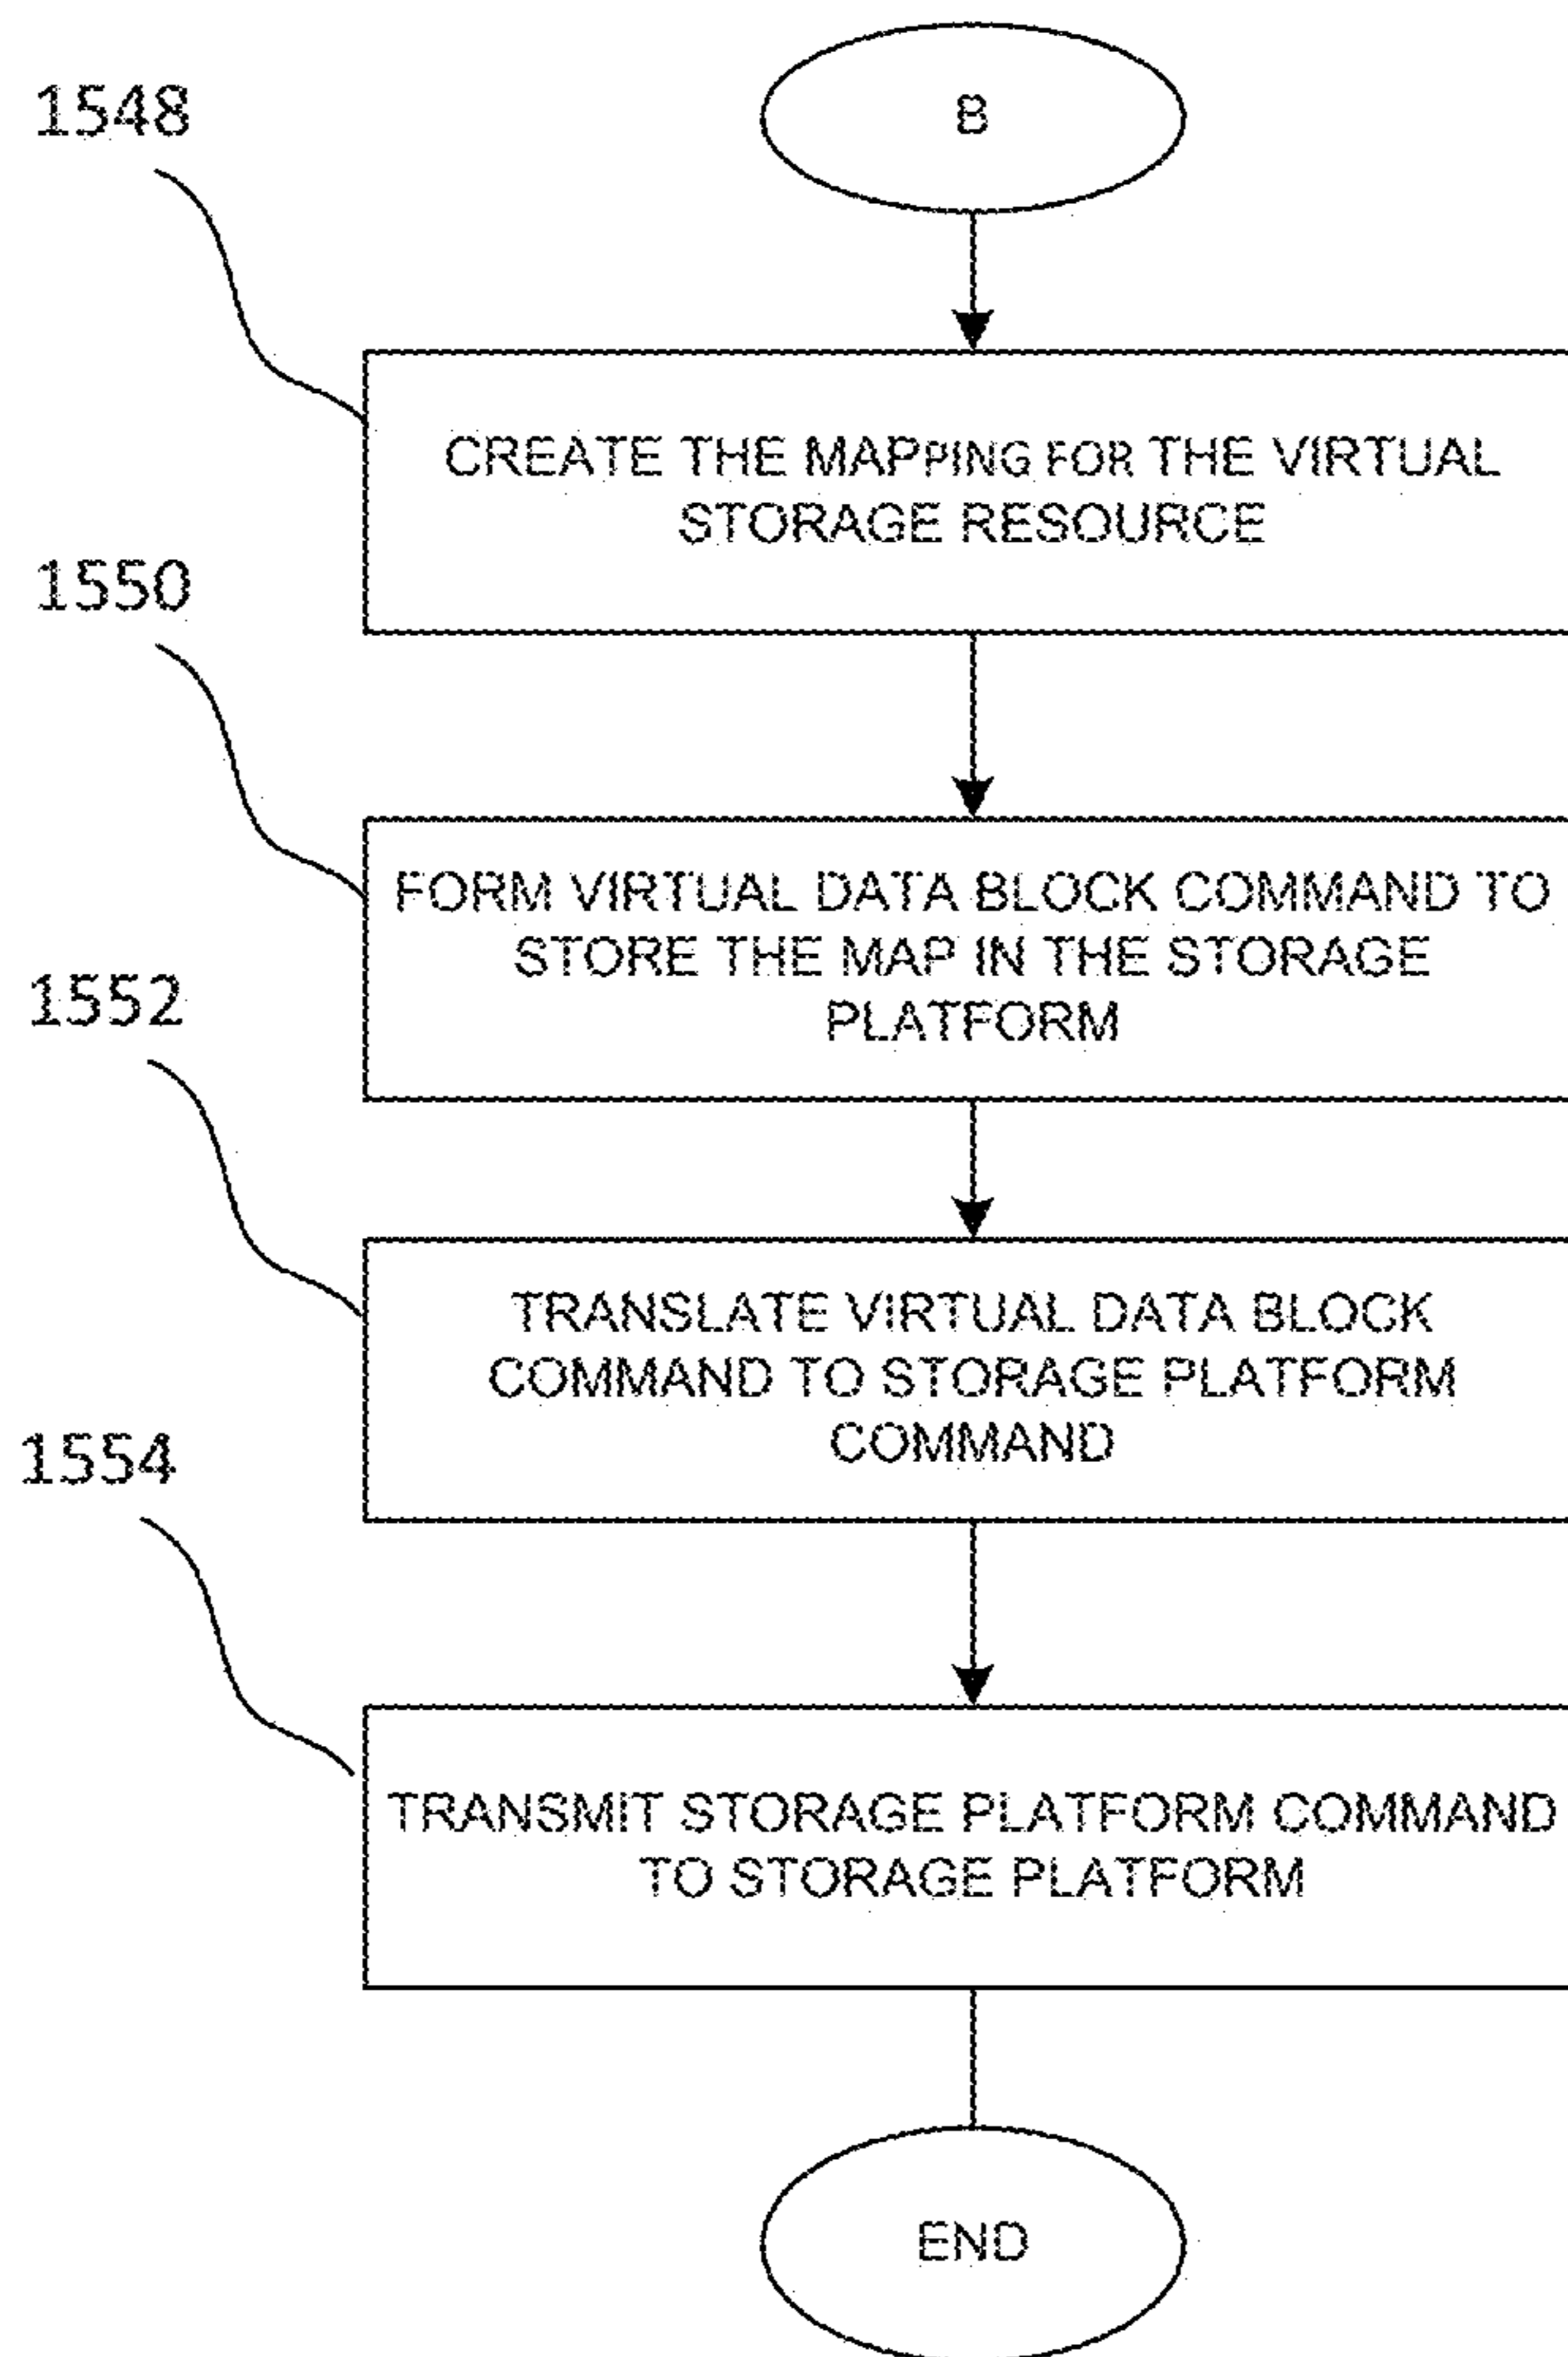 B
1548
CREATE THE MAPPING FOR THE VIRTUAL
STORAGE RESOURCE
1550
FORM VIRTUAL DATA BLOCK COMMAND TO
STORE THE MAP IN THE STORAGE
PLATFORM
1552
TRANSLATE VIRTUAL DATA BLOCK
COMMAND TO STORAGE PLATFORM
COMMAND
1554
TRANSMIT STORAGE PLATFORM COMMAND
TO STORAGE PLATFORM
END